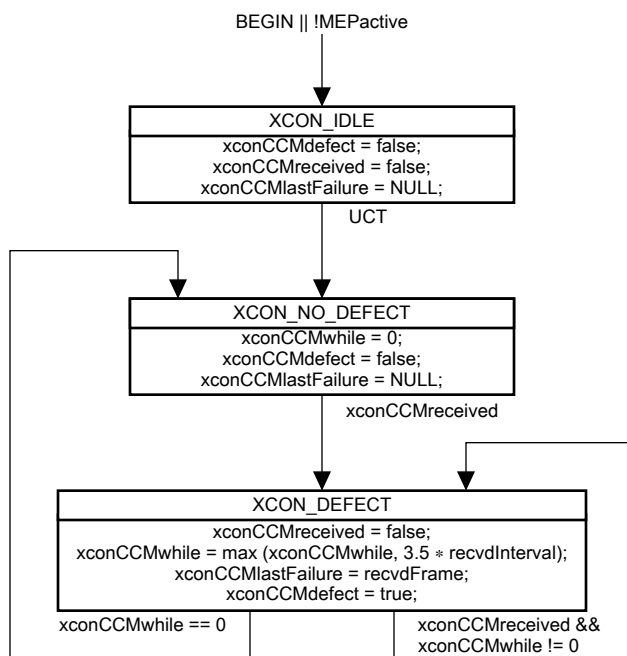 BEGIN || !MEPactive
XCON_IDLE
xconCCMdefect = false;
xconCCMreceived = false;
xconCCMlastFailure = NULL;
UCT
XCON_NO_DEFECT
xconCCMwhile = 0;
xconCCMdefect = false;
xconCCMlastFailure = NULL;
xconCCMreceived
XCON_DEFECT
xconCCMreceived = false;
xconCCMwhile = max (xconCCMwhile, 3.5 * recvdInterval);
xconCCMlastFailure = recvdFrame;
xconCCMdefect = true;
xconCCMwhile == 0
xconCCMreceived &&
xconCCMwhile != 0